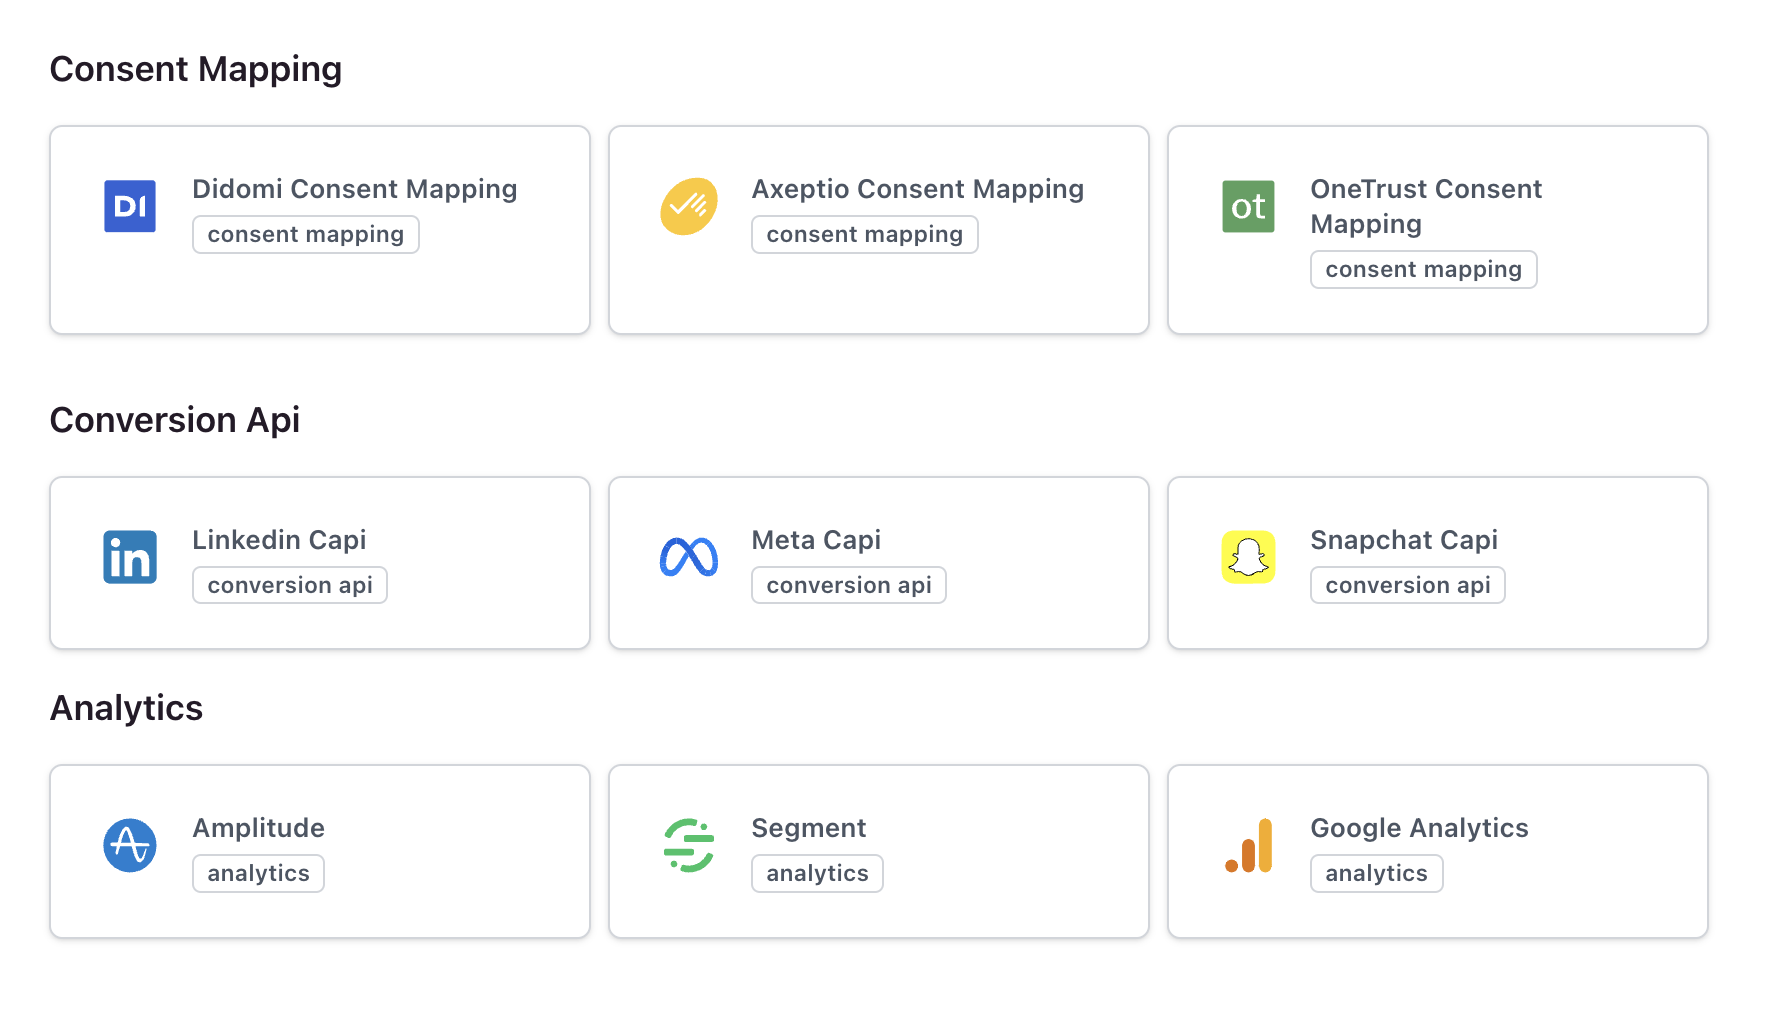 Consent Mapping
DI
Didomi Consent Mapping
consent mapping
Axeptio Consent Mapping
consent mapping
ot
OneTrust Consent
Mapping
consent mapping
Conversion Api
in
Linkedin Capi
conversion api
Meta Capi
conversion api
Snapchat Capi
conversion api
Analytics
Amplitude
analytics
Segment
analytics
Google Analytics
analytics